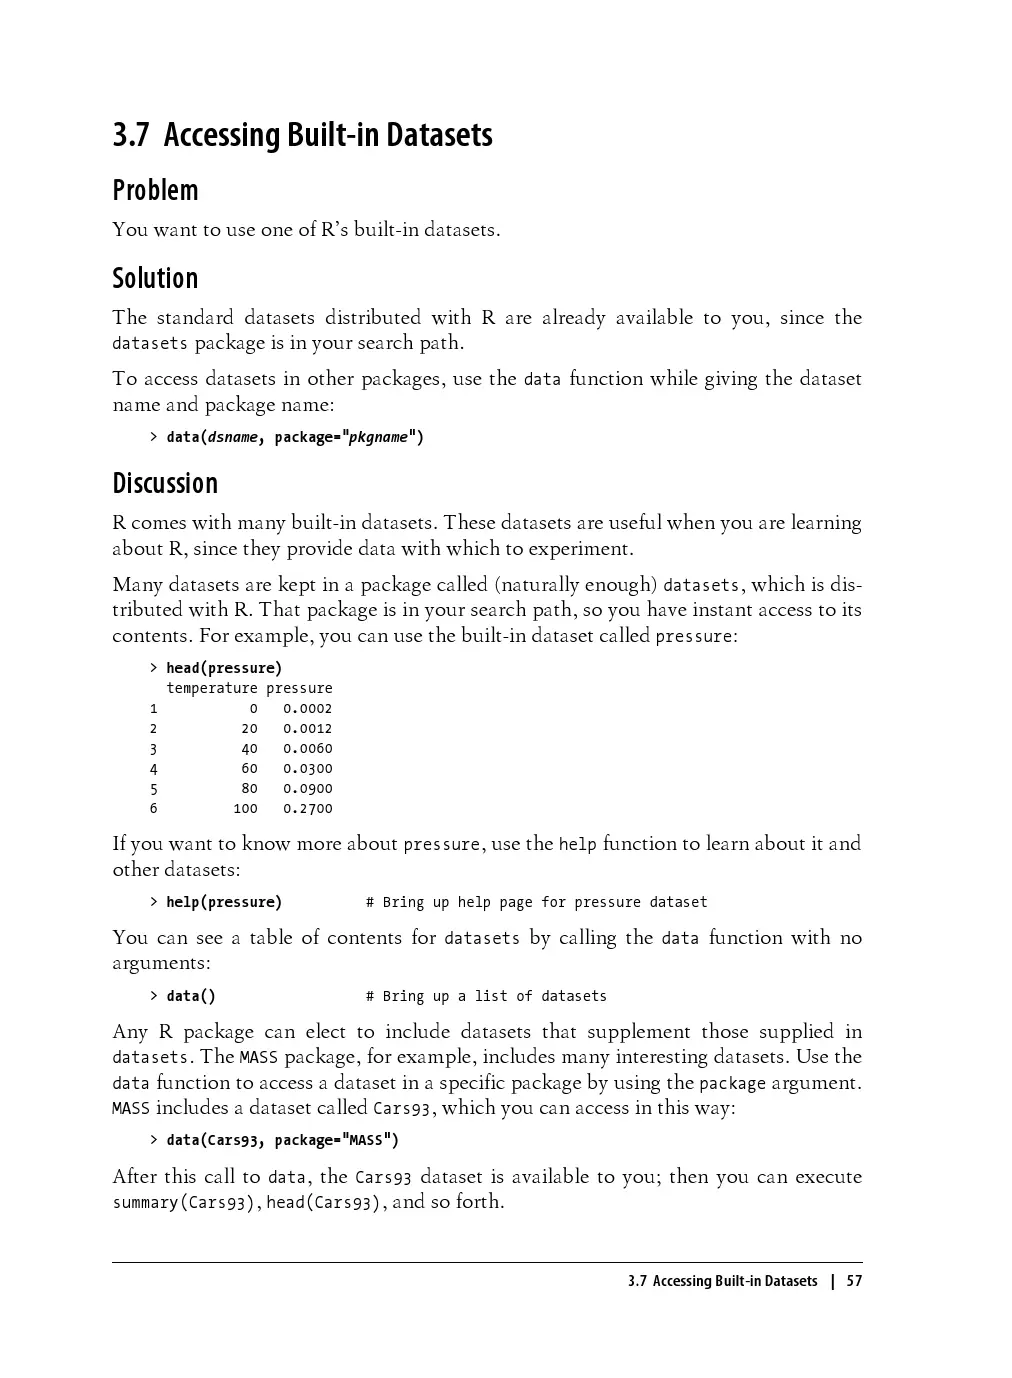 3.7 Accessing Built-in Datasets
Problem
You want to use one of R’s built-in datasets.
Solution
The standard datasets distributed with R are already available to you, since the
datasets package is in your search path.
To access datasets in other packages, use the data function while giving the dataset
name and package name:
> data(dsname, package="pkgname")
Discussion
R comes with many built-in datasets. These datasets are useful when you are learning
about R, since they provide data with which to experiment.
Many datasets are kept in a package called (naturally enough) datasets, which is dis-
tributed with R. That package is in your search path, so you have instant access to its
contents. For example, you can use the built-in dataset called pressure:
> head(pressure)
  temperature pressure
1           0   0.0002
2          20   0.0012
3          40   0.0060
4          60   0.0300
5          80   0.0900
6         100   0.2700
If you want to know more about pressure, use the help function to learn about it and
other datasets:
> help(pressure)          # Bring up help page for pressure dataset
You can see a table of contents for datasets by calling the data function with no
arguments:
> data()                  # Bring up a list of datasets
Any R package can elect to include datasets that supplement those supplied in
datasets. The MASS package, for example, includes many interesting datasets. Use the
data function to access a dataset in a specific package by using the package argument.
MASS includes a dataset called Cars93, which you can access in this way:
> data(Cars93, package="MASS")
After this call to data, the Cars93 dataset is available to you; then you can execute
summary(Cars93), head(Cars93), and so forth.
3.7 Accessing Built-in Datasets | 57